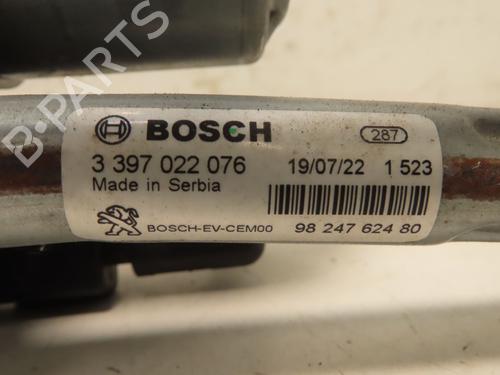 BOSCH 287
3 397 022 076 19/07/22 1 523
Made in Serbia
BOSCH-EV-CEM00 98 247 624 80
B-PARTS